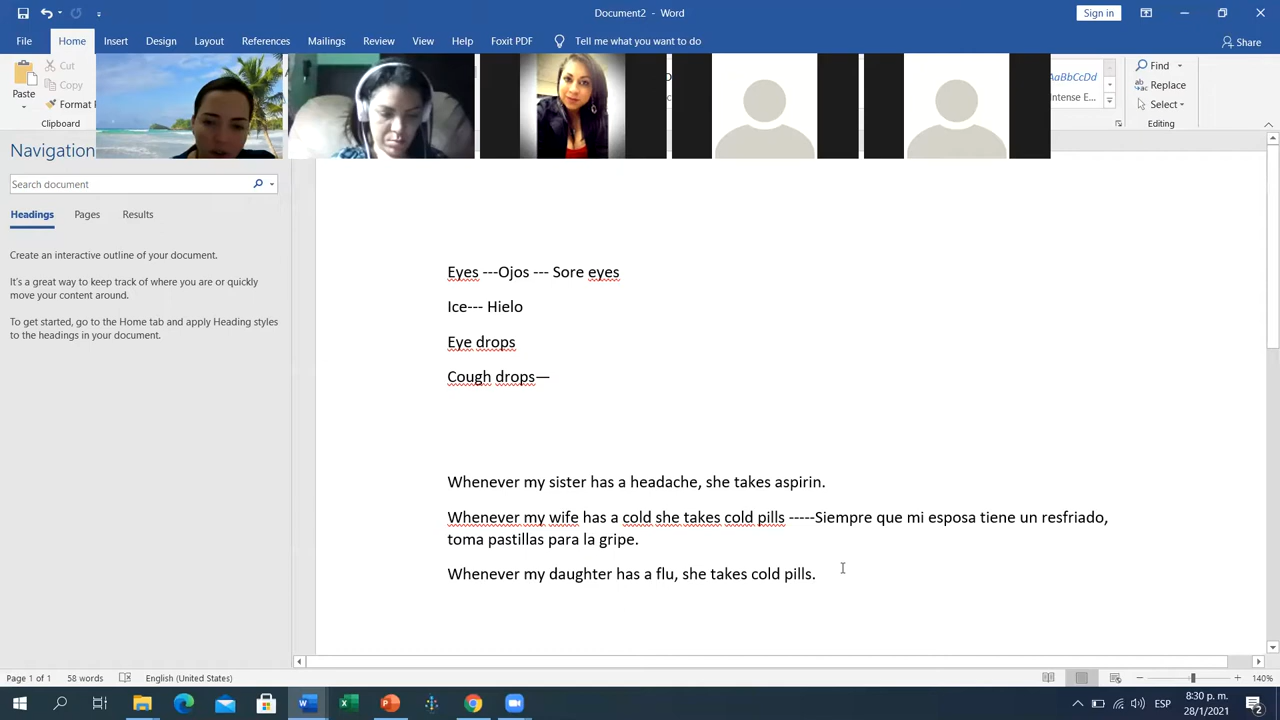 Document2 - Word
Sign in
File Home Insert Design Layout References Mailings Review View Help Foxit PDF Tell me what you want to do Share
Paste
Cut
Copy
Format
Clipboard
AaBbCcDd
Intense E...
Find
Replace
Select
Editing
Navigation
Search document
Headings Pages Results
Create an interactive outline of your document.
It's a great way to keep track of where you are or quickly
move your content around.
To get started, go to the Home tab and apply Heading styles
to the headings in your document.
Eyes ---Ojos --- Sore eyes
Ice--- Hielo
Eye drops
Cough drops—
Whenever my sister has a headache, she takes aspirin.
Whenever my wife has a cold she takes cold pills -----Siempre que mi esposa tiene un resfriado,
toma pastillas para la gripe.
Whenever my daughter has a flu, she takes cold pills.
Page 1 of 1 58 words English (United States) 140%
ESP
8:30 p. m.
28/1/2021
2